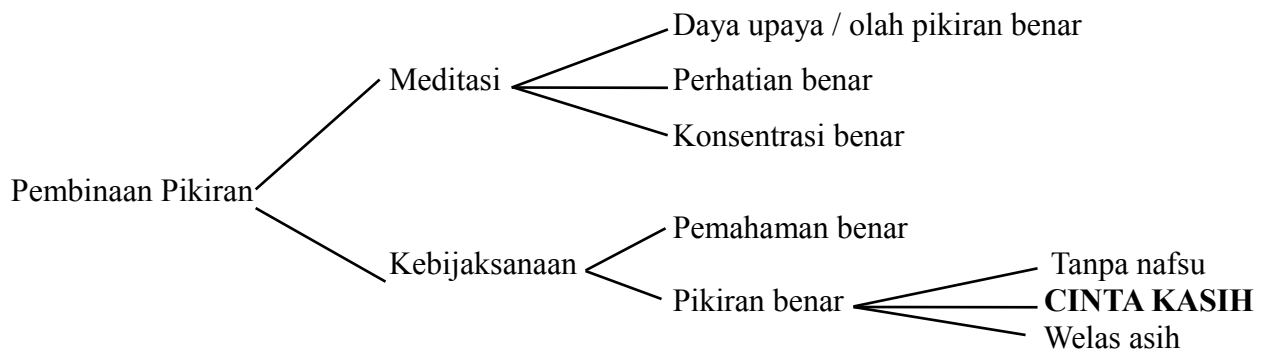 Daya upaya / olah pikiran benar
Meditasi
Perhatian benar
Konsentrasi benar
Pembinaan Pikiran
Pemahaman benar
Kebijaksanaan
Tanpa nafsu
Pikiran benar
CINTA KASIH
Welas asih